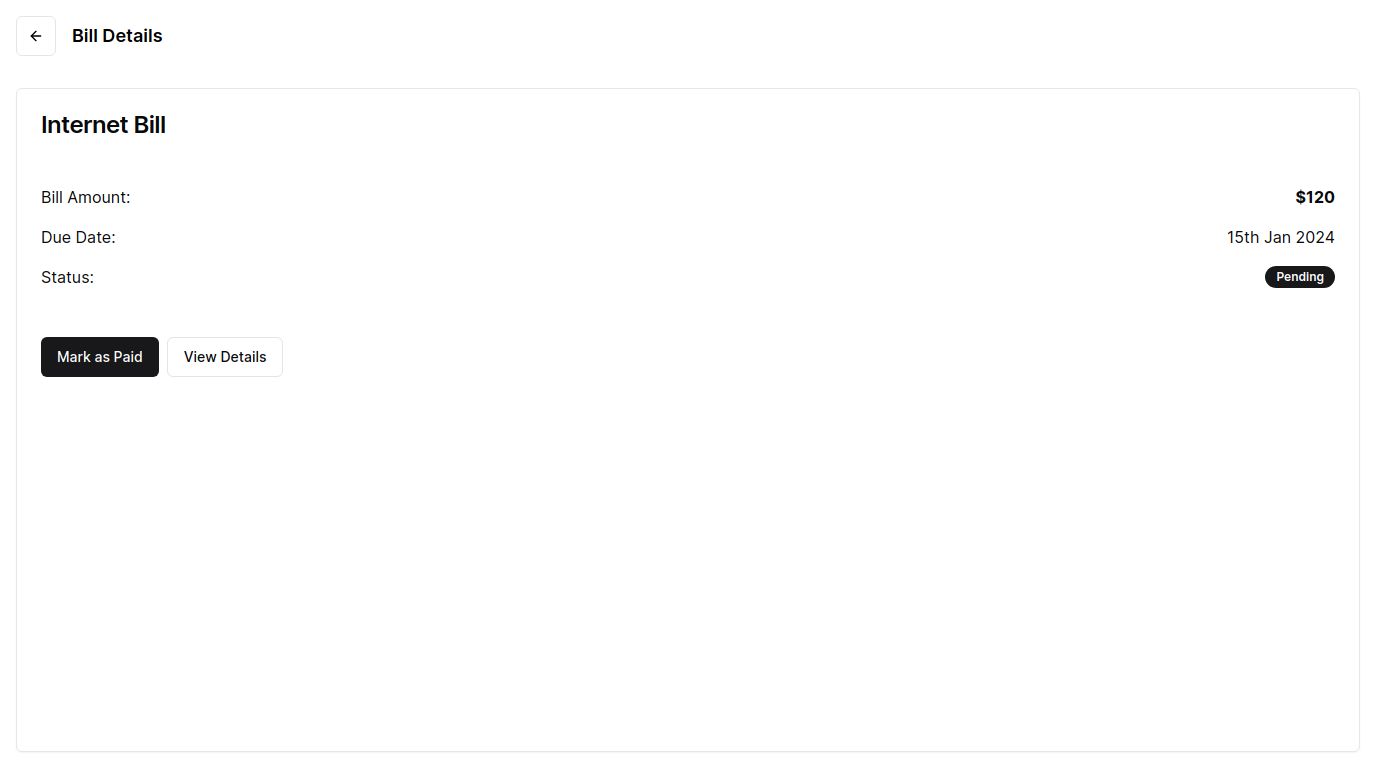 Bill Details
Internet Bill
Bill Amount: $120
Due Date: 15th Jan 2024
Status: Pending
Mark as Paid View Details